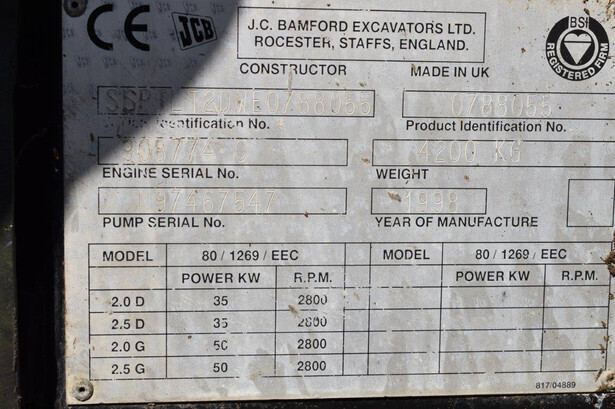 CE JCB
J.C. BAMFORD EXCAVATORS LTD.
ROCESTER, STAFFS, ENGLAND.
BSI
REGISTERED FIRM
CONSTRUCTOR MADE IN UK
0788055
Identification No. Product Identification No.
4200 KG
ENGINE SERIAL No. WEIGHT
1998
PUMP SERIAL No. YEAR OF MANUFACTURE
MODEL 80 / 1269 / EEC MODEL 80 / 1269 / EEC
POWER KW R.P.M. POWER KW R.P.M.
2.0 D 35 2800
2.5 D 35 2800
2.0 G 50 2800
2.5 G 50 2800
817/04889